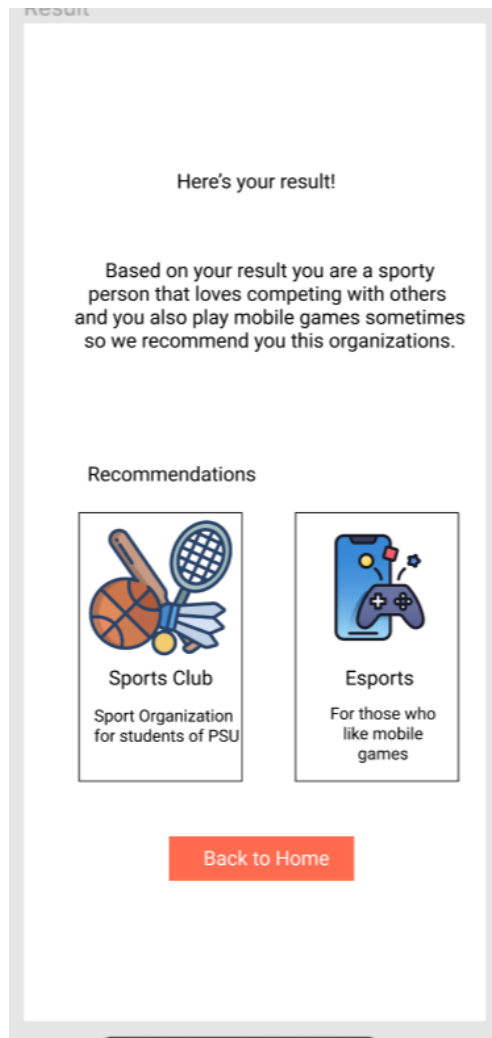 Result
Here's your result!
Based on your result you are a sporty
person that loves competing with others
and you also play mobile games sometimes
so we recommend you this organizations.
Recommendations
Sports Club
Sport Organization
for students of PSU
Esports
For those who
like mobile
games
Back to Home